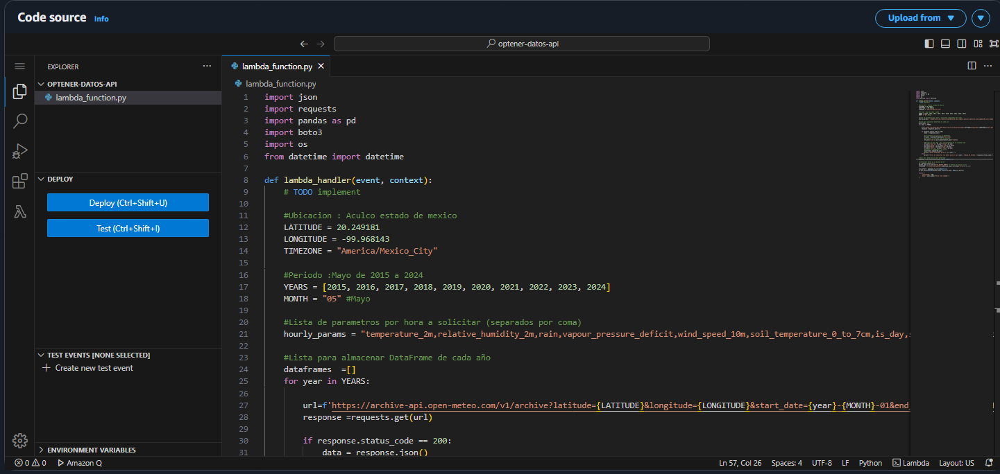 Code source Info
Upload from
optener-datos-api
EXPLORER
OPTENER-DATOS-API
lambda_function.py
DEPLOY
Deploy (Ctrl+Shift+U)
Test (Ctrl+Shift+I)
TEST EVENTS [NONE SELECTED]
Create new test event
ENVIRONMENT VARIABLES
lambda_function.py
lambda_function.py
1 import json
2 import requests
3 import pandas as pd
4 import boto3
5 import os
6 from datetime import datetime
7
8 def lambda_handler(event, context):
9 # TODO implement
10
11 #Ubicacion : Aculco estado de mexico
12 LATITUDE = 20.249181
13 LONGITUDE = -99.968143
14 TIMEZONE = "America/Mexico_City"
15
16 #Periodo :Mayo de 2015 a 2024
17 YEARS = [2015, 2016, 2017, 2018, 2019, 2020, 2021, 2022, 2023, 2024]
18 MONTH = "05" #Mayo
19
20 #Lista de parametros por hora a solicitar (separados por coma)
21 hourly_params = "temperature_2m,relative_humidity_2m,rain,vapour_pressure_deficit,wind_speed_10m,soil_temperature_0_to_7cm,is_day,
22
23 #Lista para almacenar DataFrame de cada año
24 dataframes =[]
25 for year in YEARS:
26
27 url=f'https://archive-api.open-meteo.com/v1/archive?latitude={LATITUDE}&longitude={LONGITUDE}&start_date={year}-{MONTH}-01&end_
28 response =requests.get(url)
29
30 if response.status_code == 200:
31 data = response.json()
0 0 Amazon Q
Ln 57, Col 26 Spaces: 4 UTF-8 LF Python Lambda Layout: US